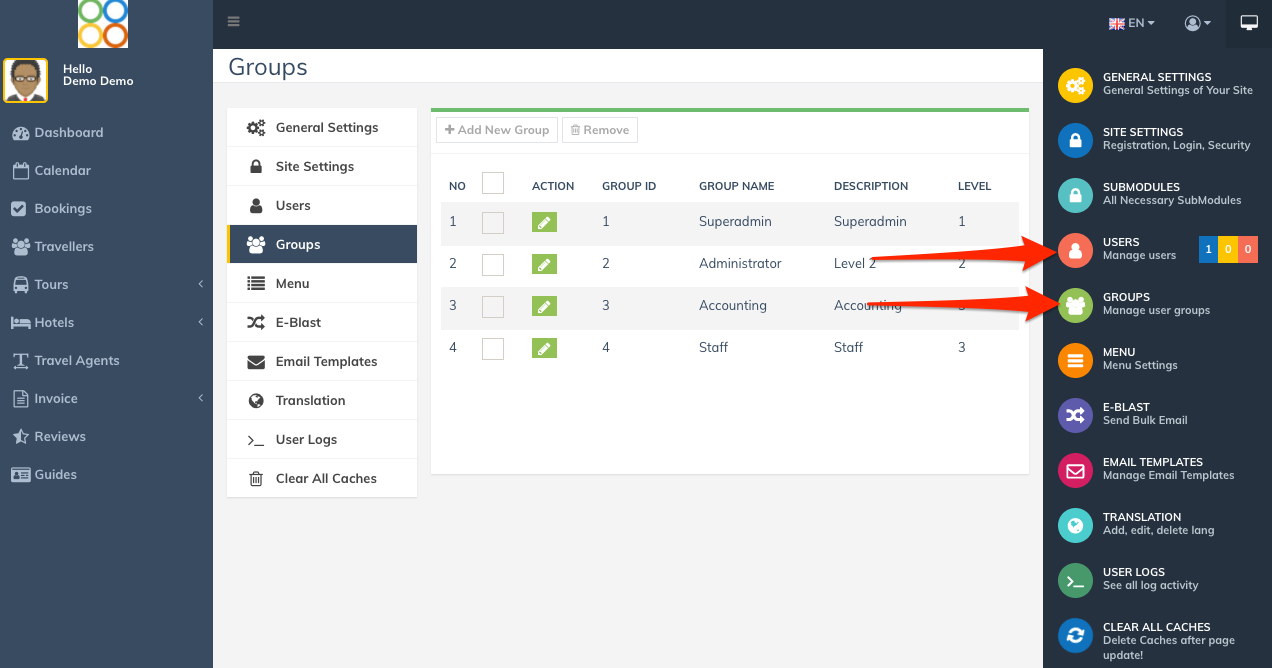 EN
Hello
Demo Demo
Dashboard
Calendar
Bookings
Travellers
Tours
Hotels
Travel Agents
Invoice
Reviews
Guides
Groups
General Settings
Site Settings
Users
Groups
Menu
E-Blast
Email Templates
Translation
User Logs
Clear All Caches
Add New Group Remove
NO ACTION GROUP ID GROUP NAME DESCRIPTION LEVEL
1 1 Superadmin Superadmin 1
2 2 Administrator Level 2 2
3 3 Accounting Accounting
4 4 Staff Staff 3
GENERAL SETTINGS
General Settings of Your Site
SITE SETTINGS
Registration, Login, Security
SUBMODULES
All Necessary SubModules
USERS
Manage users
1 0 0
GROUPS
Manage user groups
MENU
Menu Settings
E-BLAST
Send Bulk Email
EMAIL TEMPLATES
Manage Email Templates
TRANSLATION
Add, edit, delete lang
USER LOGS
See all log activity
CLEAR ALL CACHES
Delete Caches after page
update!